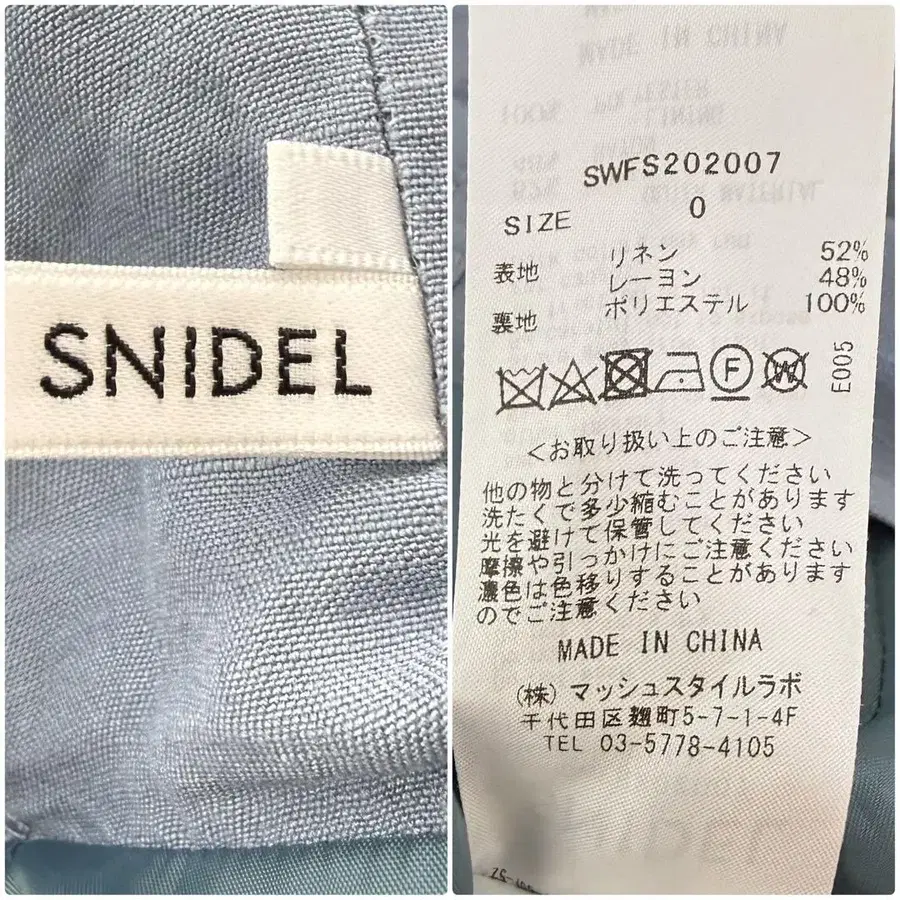 SNIDEL
MADE IN CHINA
SWFS202007
SIZE 0
表地 リネン 52%
レーヨン 48%
裏地 ポリエステル 100%
F W
E005
<お取り扱い上のご注意>
他の物と分けて洗ってください
洗たくで多少縮むことがあります
光を避けて保管してください
摩擦や引っかけにご注意ください
濃色は色移りすることがあります
のでご注意ください
MADE IN CHINA
(株)マッシュスタイルラボ
千代田区麹町5-7-1-4F
TEL 03-5778-4105